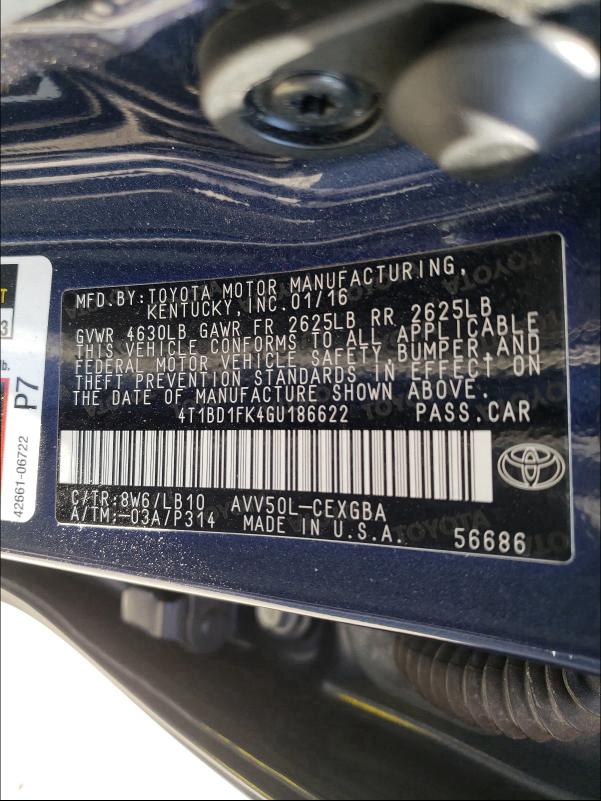 MFD.BY:TOYOTA MOTOR MANUFACTURING,
KENTUCKY,INC.01/16
GVWR 4630LB GAWR FR 2625LB RR 2625LB
THIS VEHICLE CONFORMS TO ALL APPLICABLE
FEDERAL MOTOR VEHICLE SAFETY,BUMPER,AND
THEFT PREVENTION STANDARDS IN EFFECT ON
THE DATE OF MANUFACTURE SHOWN ABOVE.
4T1BD1FK4GU186622 PASS.CAR
C/TR:8W6/LB10 AVV50L-CEXGBA
A/TM:-03A/P314 MADE IN U.S.A. 56686
P7
42661-06722
lb.
3
T